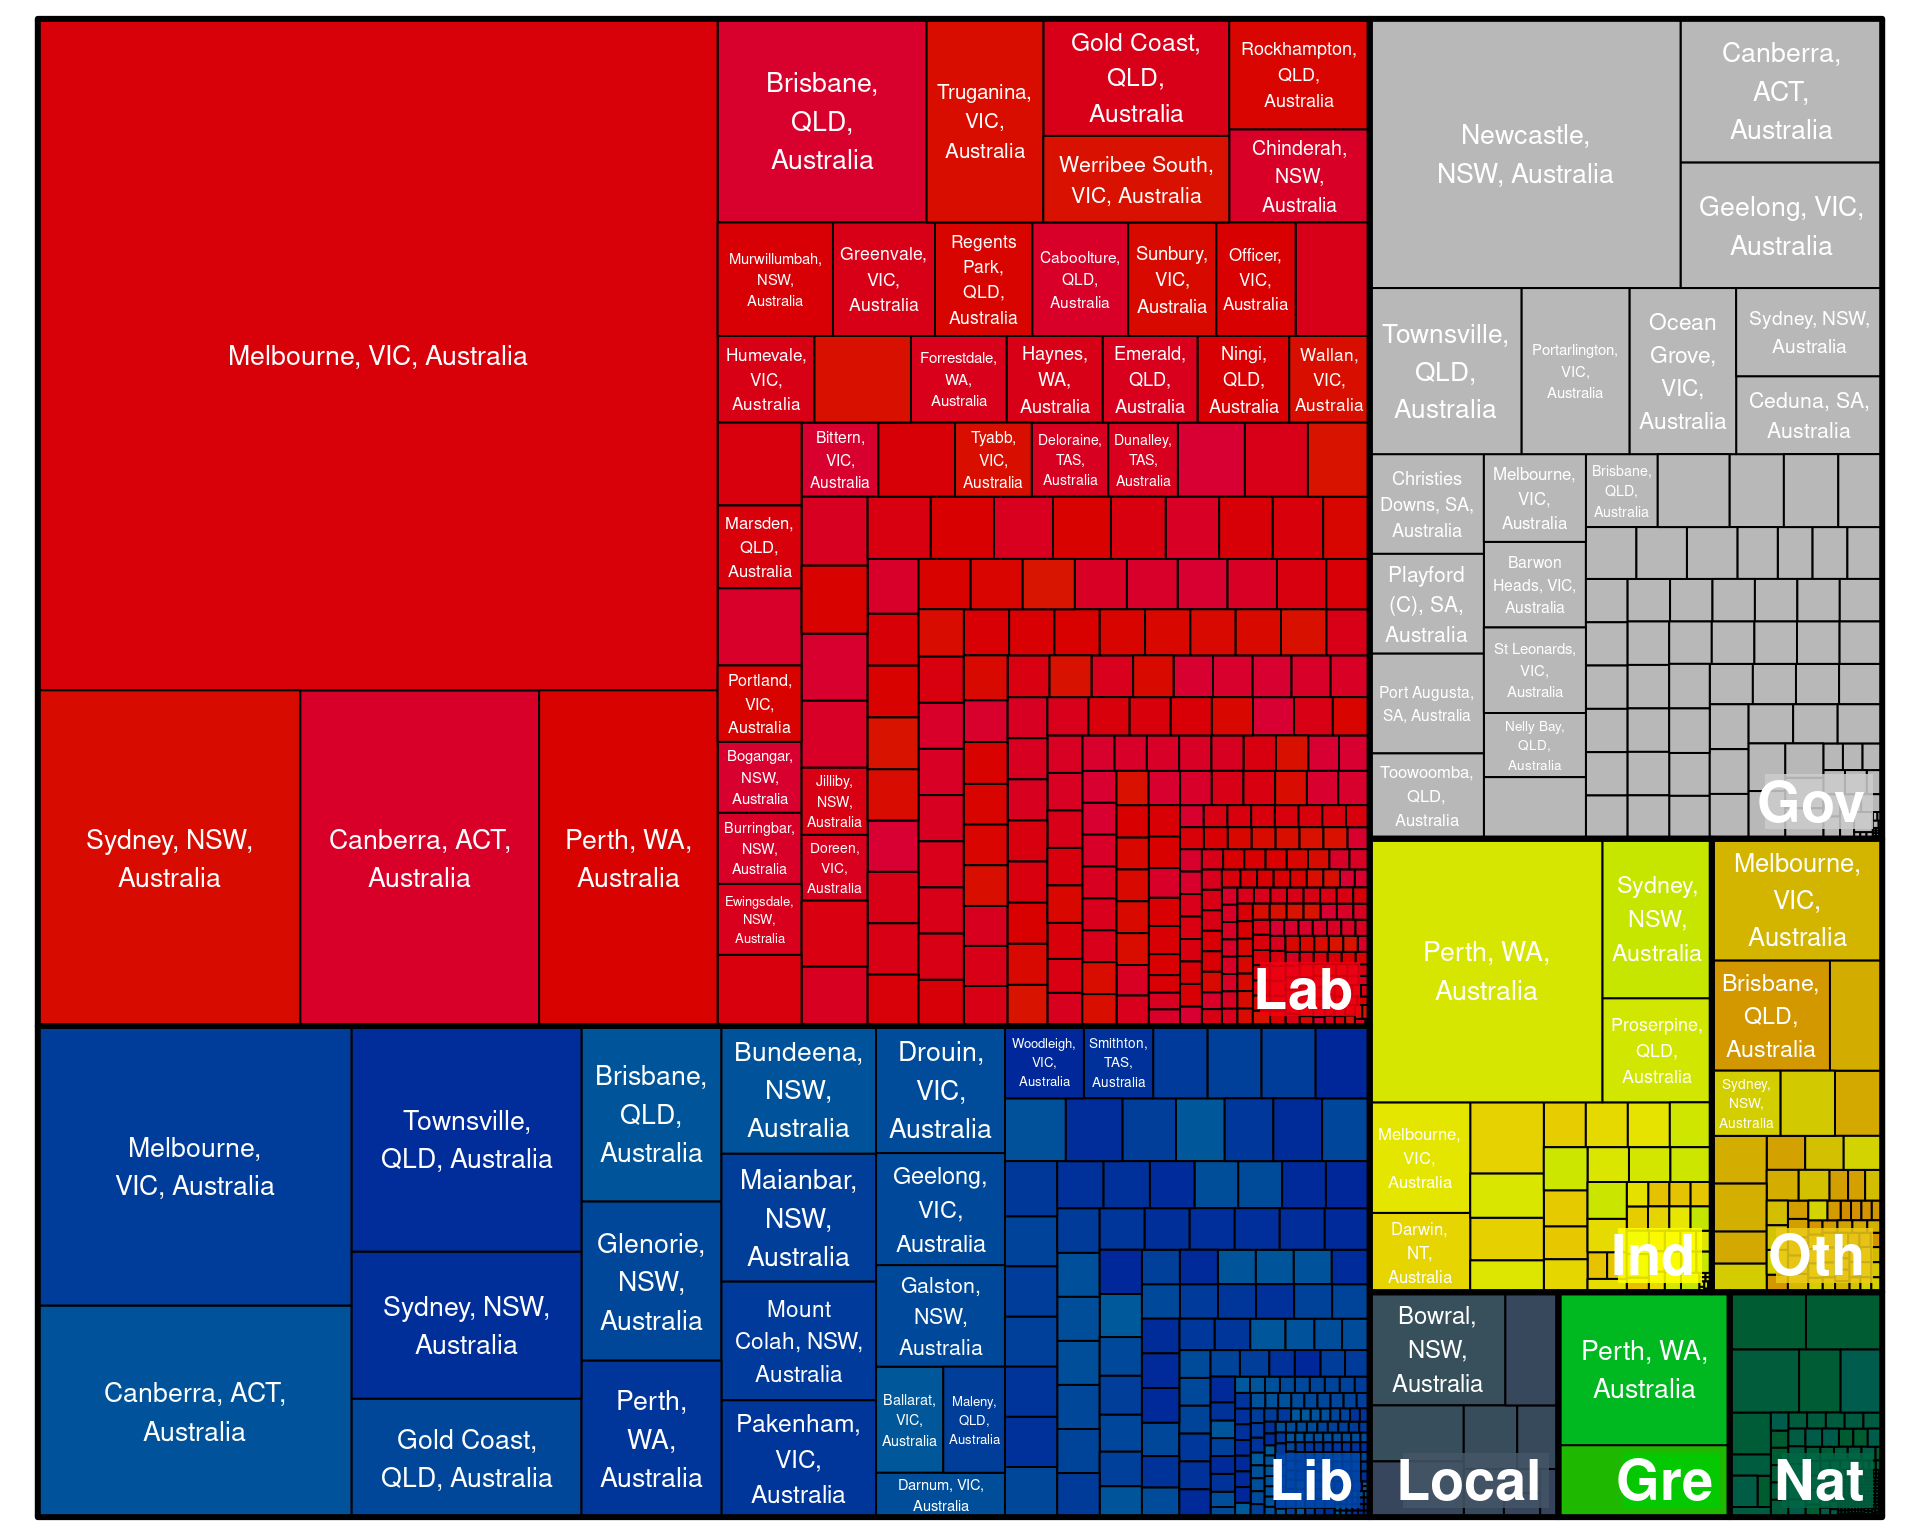 Melbourne, VIC, Australia
Sydney, NSW,
Australia
Canberra, ACT,
Australia
Perth, WA,
Australia
Brisbane,
QLD,
Australia
Truganina,
VIC,
Australia
Gold Coast,
QLD,
Australia
Werribee South,
VIC, Australia
Rockhampton,
QLD,
Australia
Chinderah,
NSW,
Australia
Murwillumbah,
NSW,
Australia
Greenvale,
VIC,
Australia
Regents
Park,
QLD,
Australia
Caboolture,
QLD,
Australia
Sunbury,
VIC,
Australia
Officer,
VIC,
Australia
Humevale,
VIC,
Australia
Forrestdale,
WA,
Australia
Haynes,
WA,
Australia
Emerald,
QLD,
Australia
Ningi,
QLD,
Australia
Wallan,
VIC,
Australia
Bittern,
VIC,
Australia
Tyabb,
VIC,
Australia
Deloraine,
TAS,
Australia
Dunalley,
TAS,
Australia
Marsden,
QLD,
Australia
Portland,
VIC,
Australia
Bogangar,
NSW,
Australia
Burringbar,
NSW,
Australia
Ewingsdale,
NSW,
Australia
Jilliby,
NSW,
Australia
Doreen,
VIC,
Australia
Lab
Newcastle,
NSW, Australia
Canberra,
ACT,
Australia
Geelong, VIC,
Australia
Townsville,
QLD,
Australia
Portarlington,
VIC,
Australia
Ocean
Grove,
VIC,
Australia
Sydney, NSW,
Australia
Ceduna, SA,
Australia
Christies
Downs, SA,
Australia
Playford
(C), SA,
Australia
Port Augusta,
SA, Australia
Toowoomba,
QLD,
Australia
Melbourne,
VIC,
Australia
Barwon
Heads, VIC,
Australia
St Leonards,
VIC,
Australia
Nelly Bay,
QLD,
Australia
Brisbane,
QLD,
Australia
Gov
Perth, WA,
Australia
Sydney,
NSW,
Australia
Proserpine,
QLD,
Australia
Melbourne,
VIC,
Australia
Darwin,
NT,
Australia
Ind
Melbourne,
VIC,
Australia
Brisbane,
QLD,
Australia
Sydney,
NSW,
Australia
Oth
Melbourne,
VIC, Australia
Canberra, ACT,
Australia
Townsville,
QLD, Australia
Sydney, NSW,
Australia
Gold Coast,
QLD, Australia
Brisbane,
QLD,
Australia
Glenorie,
NSW,
Australia
Perth,
WA,
Australia
Bundeena,
NSW,
Australia
Maianbar,
NSW,
Australia
Mount
Colah, NSW,
Australia
Pakenham,
VIC,
Australia
Drouin,
VIC,
Australia
Geelong,
VIC,
Australia
Galston,
NSW,
Australia
Ballarat,
VIC,
Australia
Maleny,
QLD,
Australia
Darnum, VIC,
Australia
Woodleigh,
VIC,
Australia
Smithton,
TAS,
Australia
Lib
Bowral,
NSW,
Australia
Local
Perth, WA,
Australia
Gre
Nat